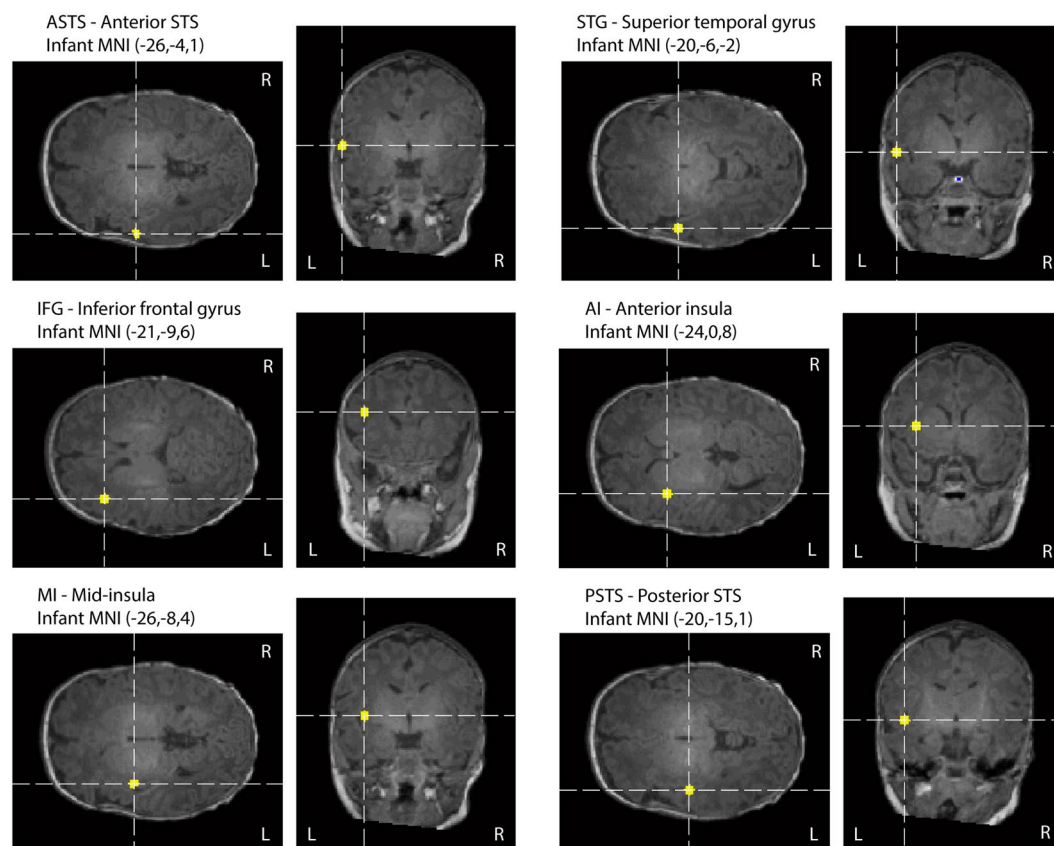 ASTS - Anterior STS
Infant MNI (-26,-4,1)
R
L
L
R
STG - Superior temporal gyrus
Infant MNI (-20,-6,-2)
R
L
L
R
IFG - Inferior frontal gyrus
Infant MNI (-21,-9,6)
R
L
L
R
AI - Anterior insula
Infant MNI (-24,0,8)
R
L
L
R
MI - Mid-insula
Infant MNI (-26,-8,4)
R
L
L
R
PSTS - Posterior STS
Infant MNI (-20,-15,1)
R
L
L
R